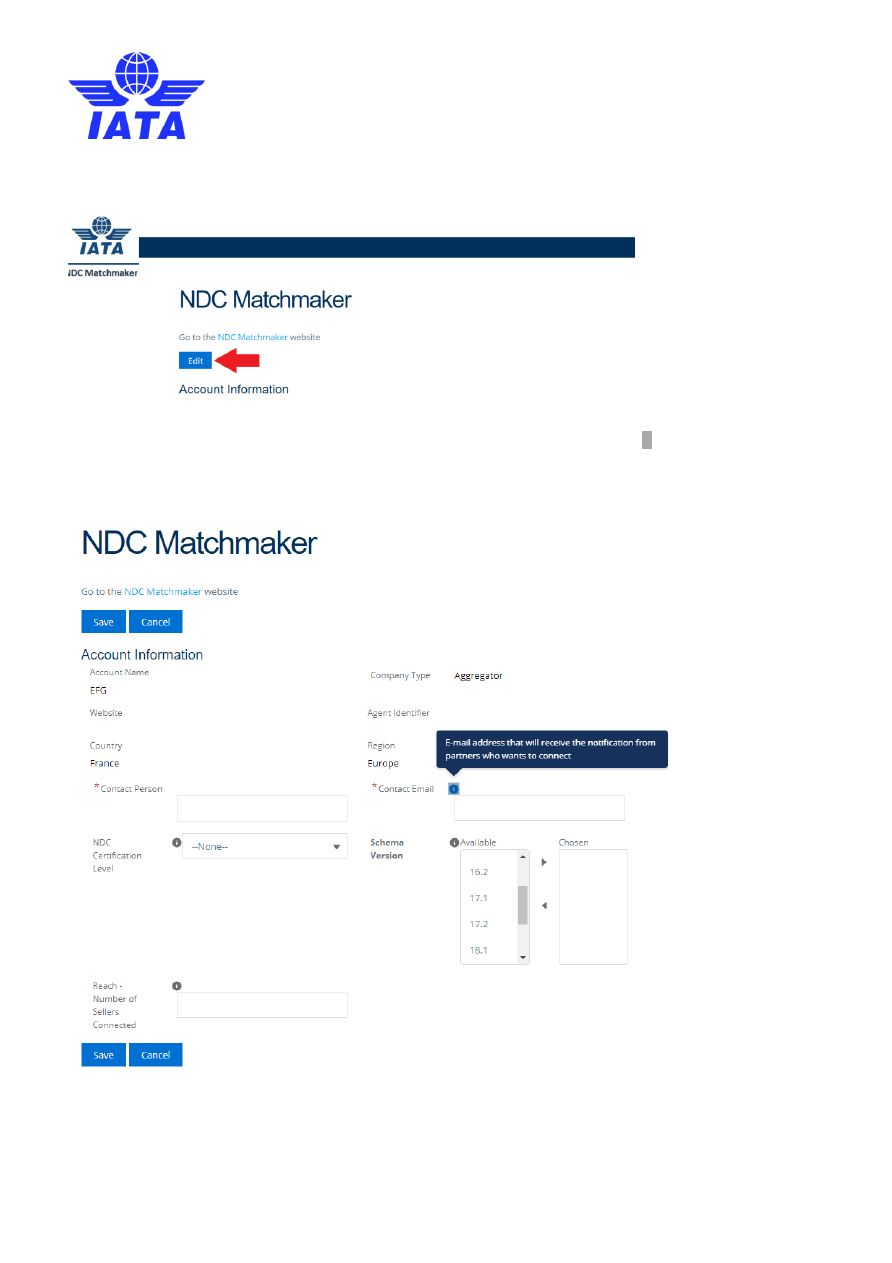 IATA
IATA
NDC Matchmaker
NDC Matchmaker
Go to the NDC Matchmaker website
Edit
Account Information
NDC Matchmaker
Go to the NDC Matchmaker website
Save Cancel
Account Information
Account Name
Company Type Aggregator
EFG
Website Agent Identifier
E-mail address that will receive the notification from
partners who wants to connect
Country Region
France Europe
*Contact Person *Contact Email
NDC
Certification
Level
--None--
Schema
Version
Available Chosen
16.2
17.1
17.2
18.1
Reach -
Number of
Sellers
Connected
Save Cancel